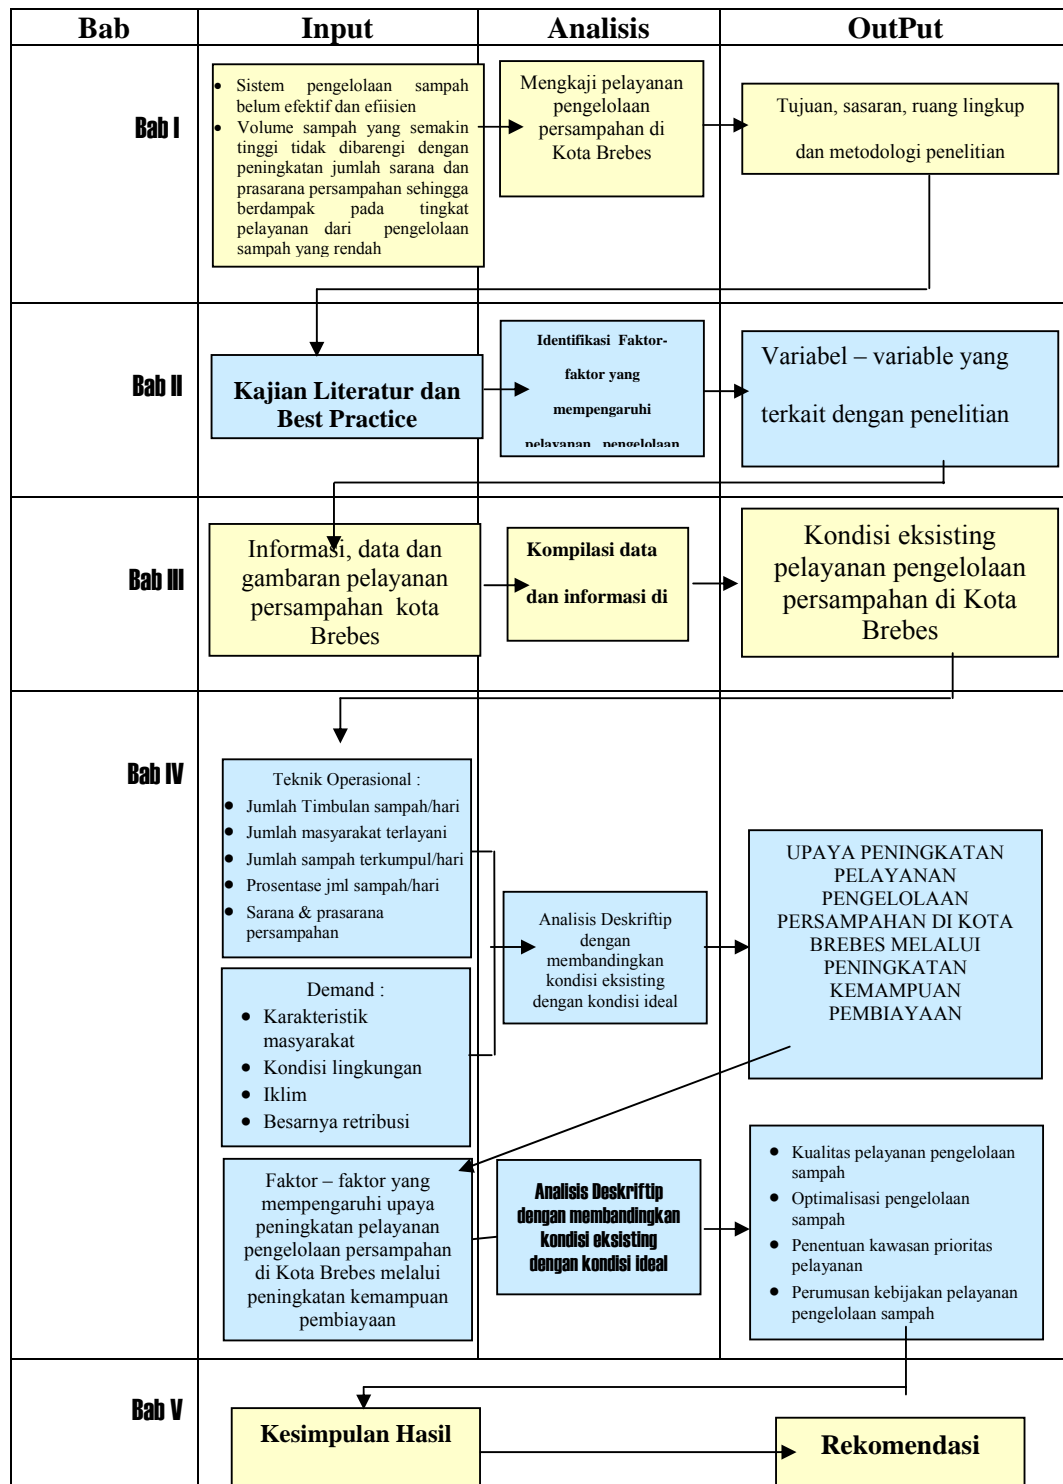 Bab Input Analisis OutPut
Bab I
• Sistem pengelolaan sampah
belum efektif dan efiisien
• Volume sampah yang semakin
tinggi tidak dibarengi dengan
peningkatan jumlah sarana dan
prasarana persampahan sehingga
berdampak pada tingkat
pelayanan dari pengelolaan
sampah yang rendah
Mengkaji pelayanan
pengelolaan
persampahan di
Kota Brebes
Tujuan, sasaran, ruang lingkup
dan metodologi penelitian
Bab II
Kajian Literatur dan
Best Practice
Identifikasi Faktor-
faktor yang
mempengaruhi
pelayanan pengelolaan
Variabel – variable yang
terkait dengan penelitian
Bab III
Informasi, data dan
gambaran pelayanan
persampahan kota
Brebes
Kompilasi data
dan informasi di
Kondisi eksisting
pelayanan pengelolaan
persampahan di Kota
Brebes
Bab IV
Teknik Operasional :
• Jumlah Timbulan sampah/hari
• Jumlah masyarakat terlayani
• Jumlah sampah terkumpul/hari
• Prosentase jml sampah/hari
• Sarana & prasarana
persampahan
Demand :
• Karakteristik
masyarakat
• Kondisi lingkungan
• Iklim
• Besarnya retribusi
Analisis Deskriftip
dengan
membandingkan
kondisi eksisting
dengan kondisi ideal
UPAYA PENINGKATAN
PELAYANAN
PENGELOLAAN
PERSAMPAHAN DI KOTA
BREBES MELALUI
PENINGKATAN
KEMAMPUAN
PEMBIAYAAN
Faktor – faktor yang
mempengaruhi upaya
peningkatan pelayanan
pengelolaan persampahan
di Kota Brebes melalui
peningkatan kemampuan
pembiayaan
Analisis Deskriftip
dengan membandingkan
kondisi eksisting
dengan kondisi ideal
• Kualitas pelayanan pengelolaan
sampah
• Optimalisasi pengelolaan
sampah
• Penentuan kawasan prioritas
pelayanan
• Perumusan kebijakan pelayanan
pengelolaan sampah
Bab V
Kesimpulan Hasil
Rekomendasi